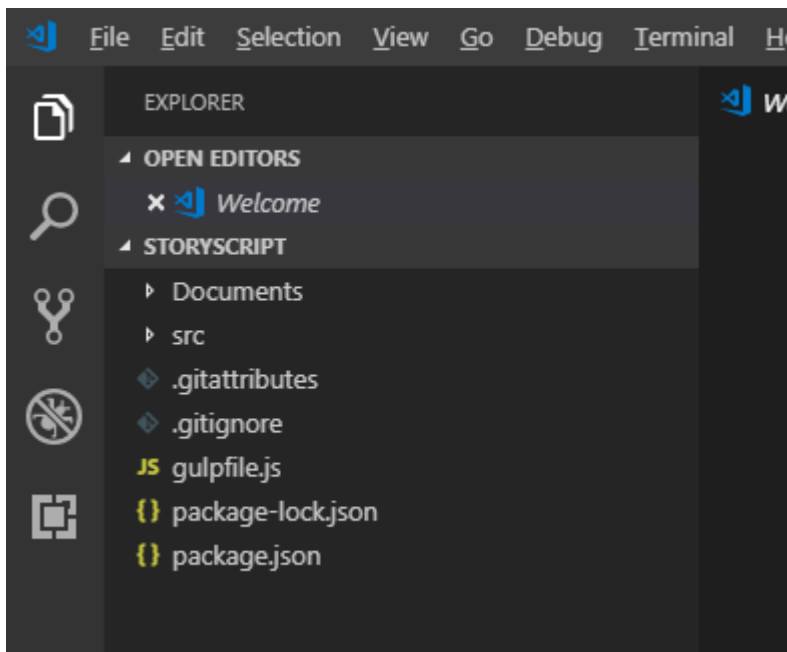 File Edit Selection View Go Debug Terminal
EXPLORER
OPEN EDITORS
Welcome
STORYSCRIPT
Documents
src
.gitattributes
.gitignore
JS gulpfile.js
{} package-lock.json
{} package.json